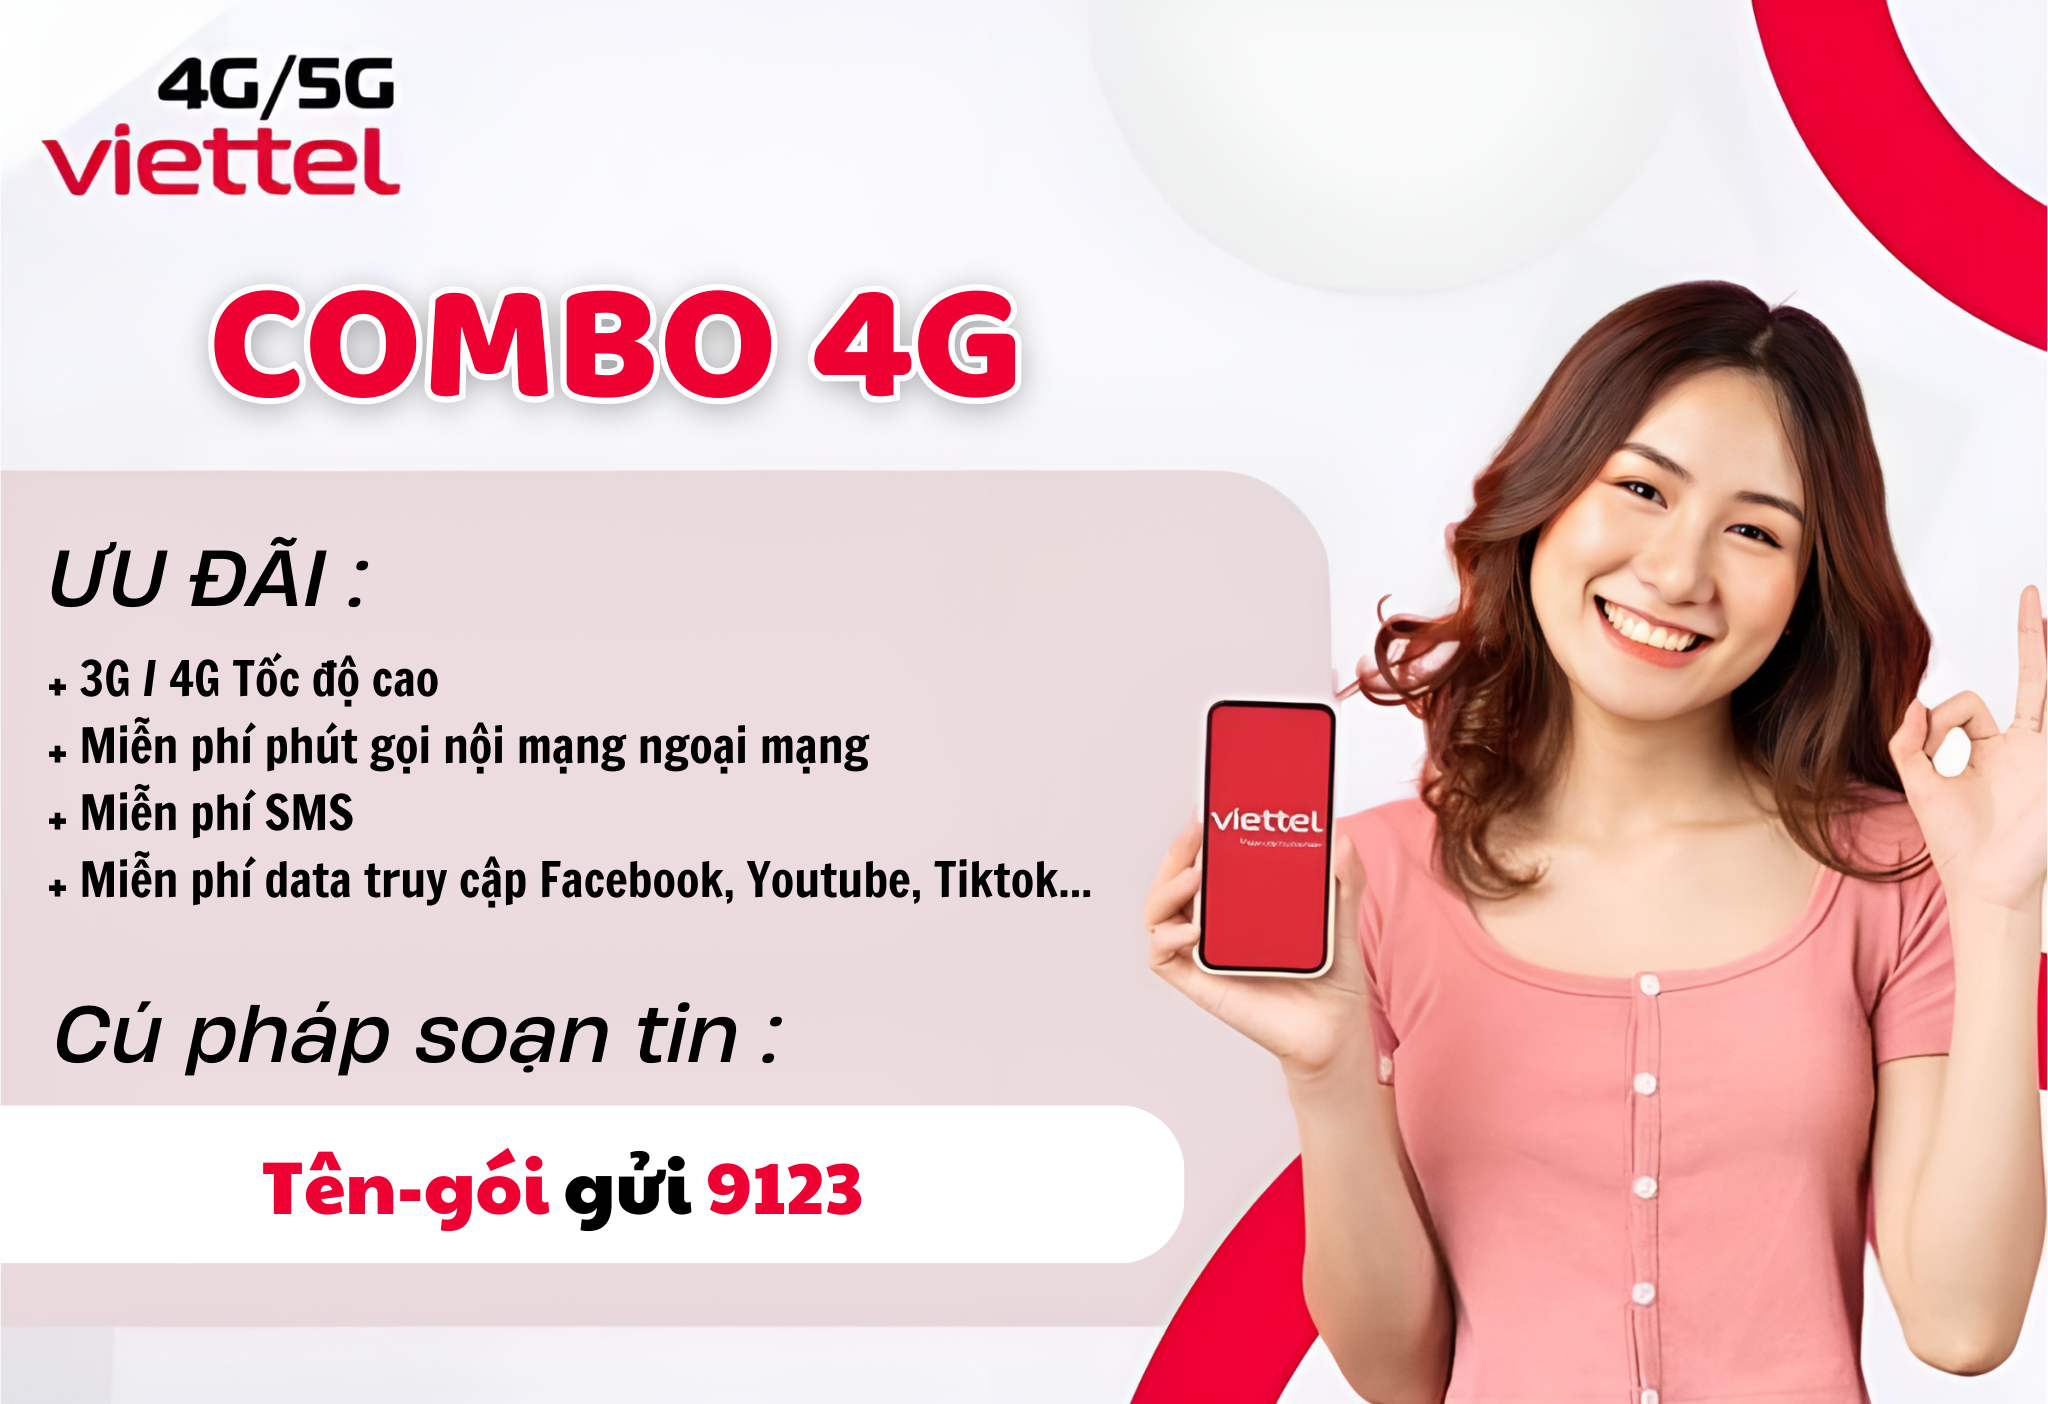 4G/5G
viettel
COMBO 4G
ƯU ĐÃI :
+ 3G / 4G Tốc độ cao
+ Miễn phí phút gọi nội mạng ngoại mạng
+ Miễn phí SMS
+ Miễn phí data truy cập Facebook, Youtube, Tiktok...
viettel
Cú pháp soạn tin :
Tên-gói gửi 9123